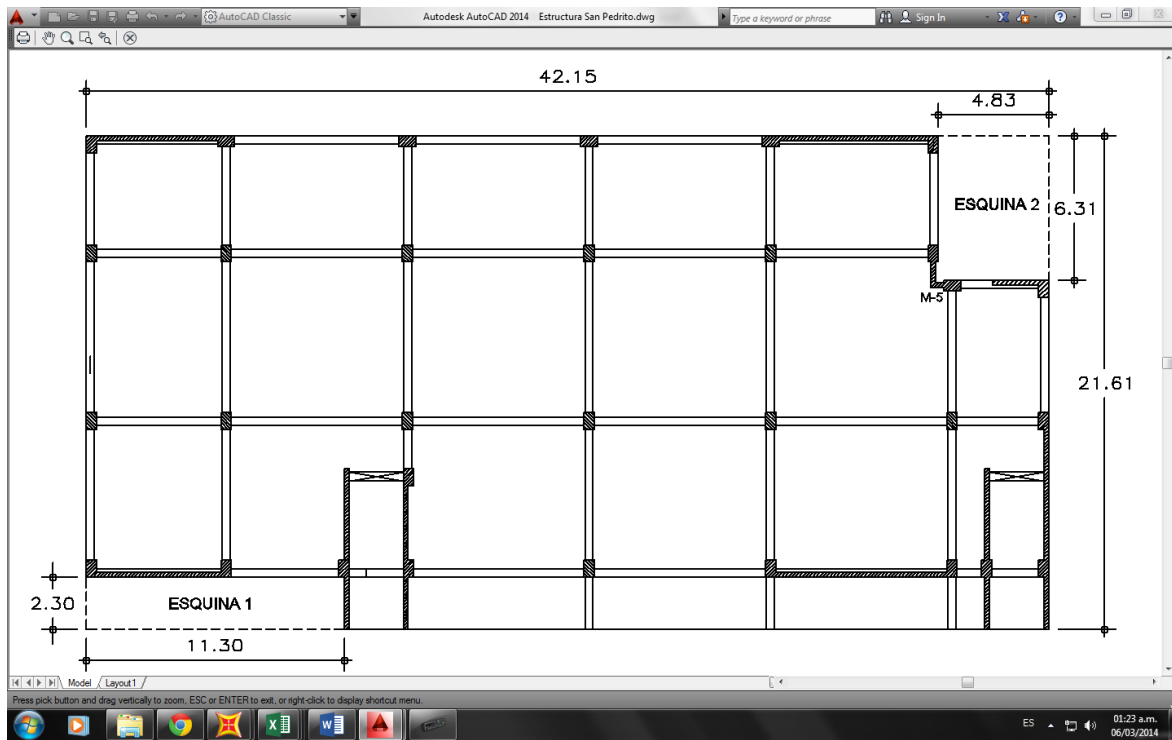 AutoCAD Classic
Autodesk AutoCAD 2014 Estructura San Pedrito.dwg
Type a keyword or phrase
Sign In
42.15
4.83
ESQUINA 2
6.31
M-5
21.61
2.30
ESQUINA 1
11.30
Model
Layout1
Press pick button and drag vertically to zoom, ESC or ENTER to exit, or right-click to display shortcut menu.
ES
01:23 a.m.
06/03/2014